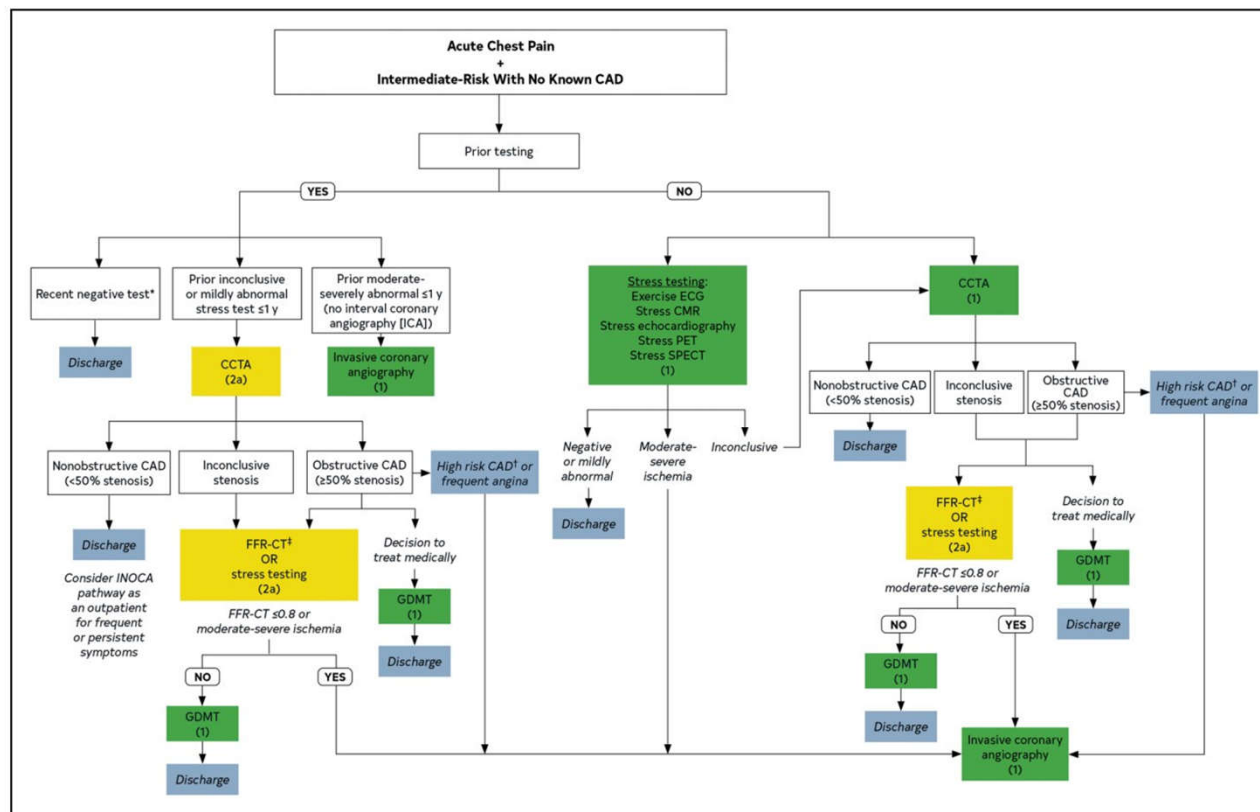 Acute Chest Pain
+
Intermediate-Risk With No Known CAD
Prior testing
YES
NO
Recent negative test*
Discharge
Prior inconclusive
or mildly abnormal
stress test ≤1 y
CCTA
(2a)
Prior moderate-
severely abnormal ≤1 y
(no interval coronary
angiography [ICA])
Invasive coronary
angiography
(1)
Nonobstructive CAD
(<50% stenosis)
Discharge
Consider INOCA
pathway as
an outpatient
for frequent
or persistent
symptoms
Inconclusive
stenosis
Obstructive CAD
(≥50% stenosis)
High risk CAD† or
frequent angina
FFR-CT‡
OR
stress testing
(2a)
Decision to
treat medically
GDMT
(1)
Discharge
FFR-CT ≤0.8 or
moderate-severe ischemia
NO
YES
GDMT
(1)
Discharge
Stress testing:
Exercise ECG
Stress CMR
Stress echocardiography
Stress PET
Stress SPECT
(1)
Negative
or mildly
abnormal
Discharge
Moderate-
severe
ischemia
Inconclusive
CCTA
(1)
Nonobstructive CAD
(<50% stenosis)
Discharge
Inconclusive
stenosis
Obstructive
CAD
(≥50% stenosis)
High risk CAD† or
frequent angina
FFR-CT‡
OR
stress testing
(2a)
Decision to
treat medically
GDMT
(1)
Discharge
FFR-CT ≤0.8 or
moderate-severe ischemia
NO
YES
GDMT
(1)
Discharge
Invasive coronary
angiography
(1)